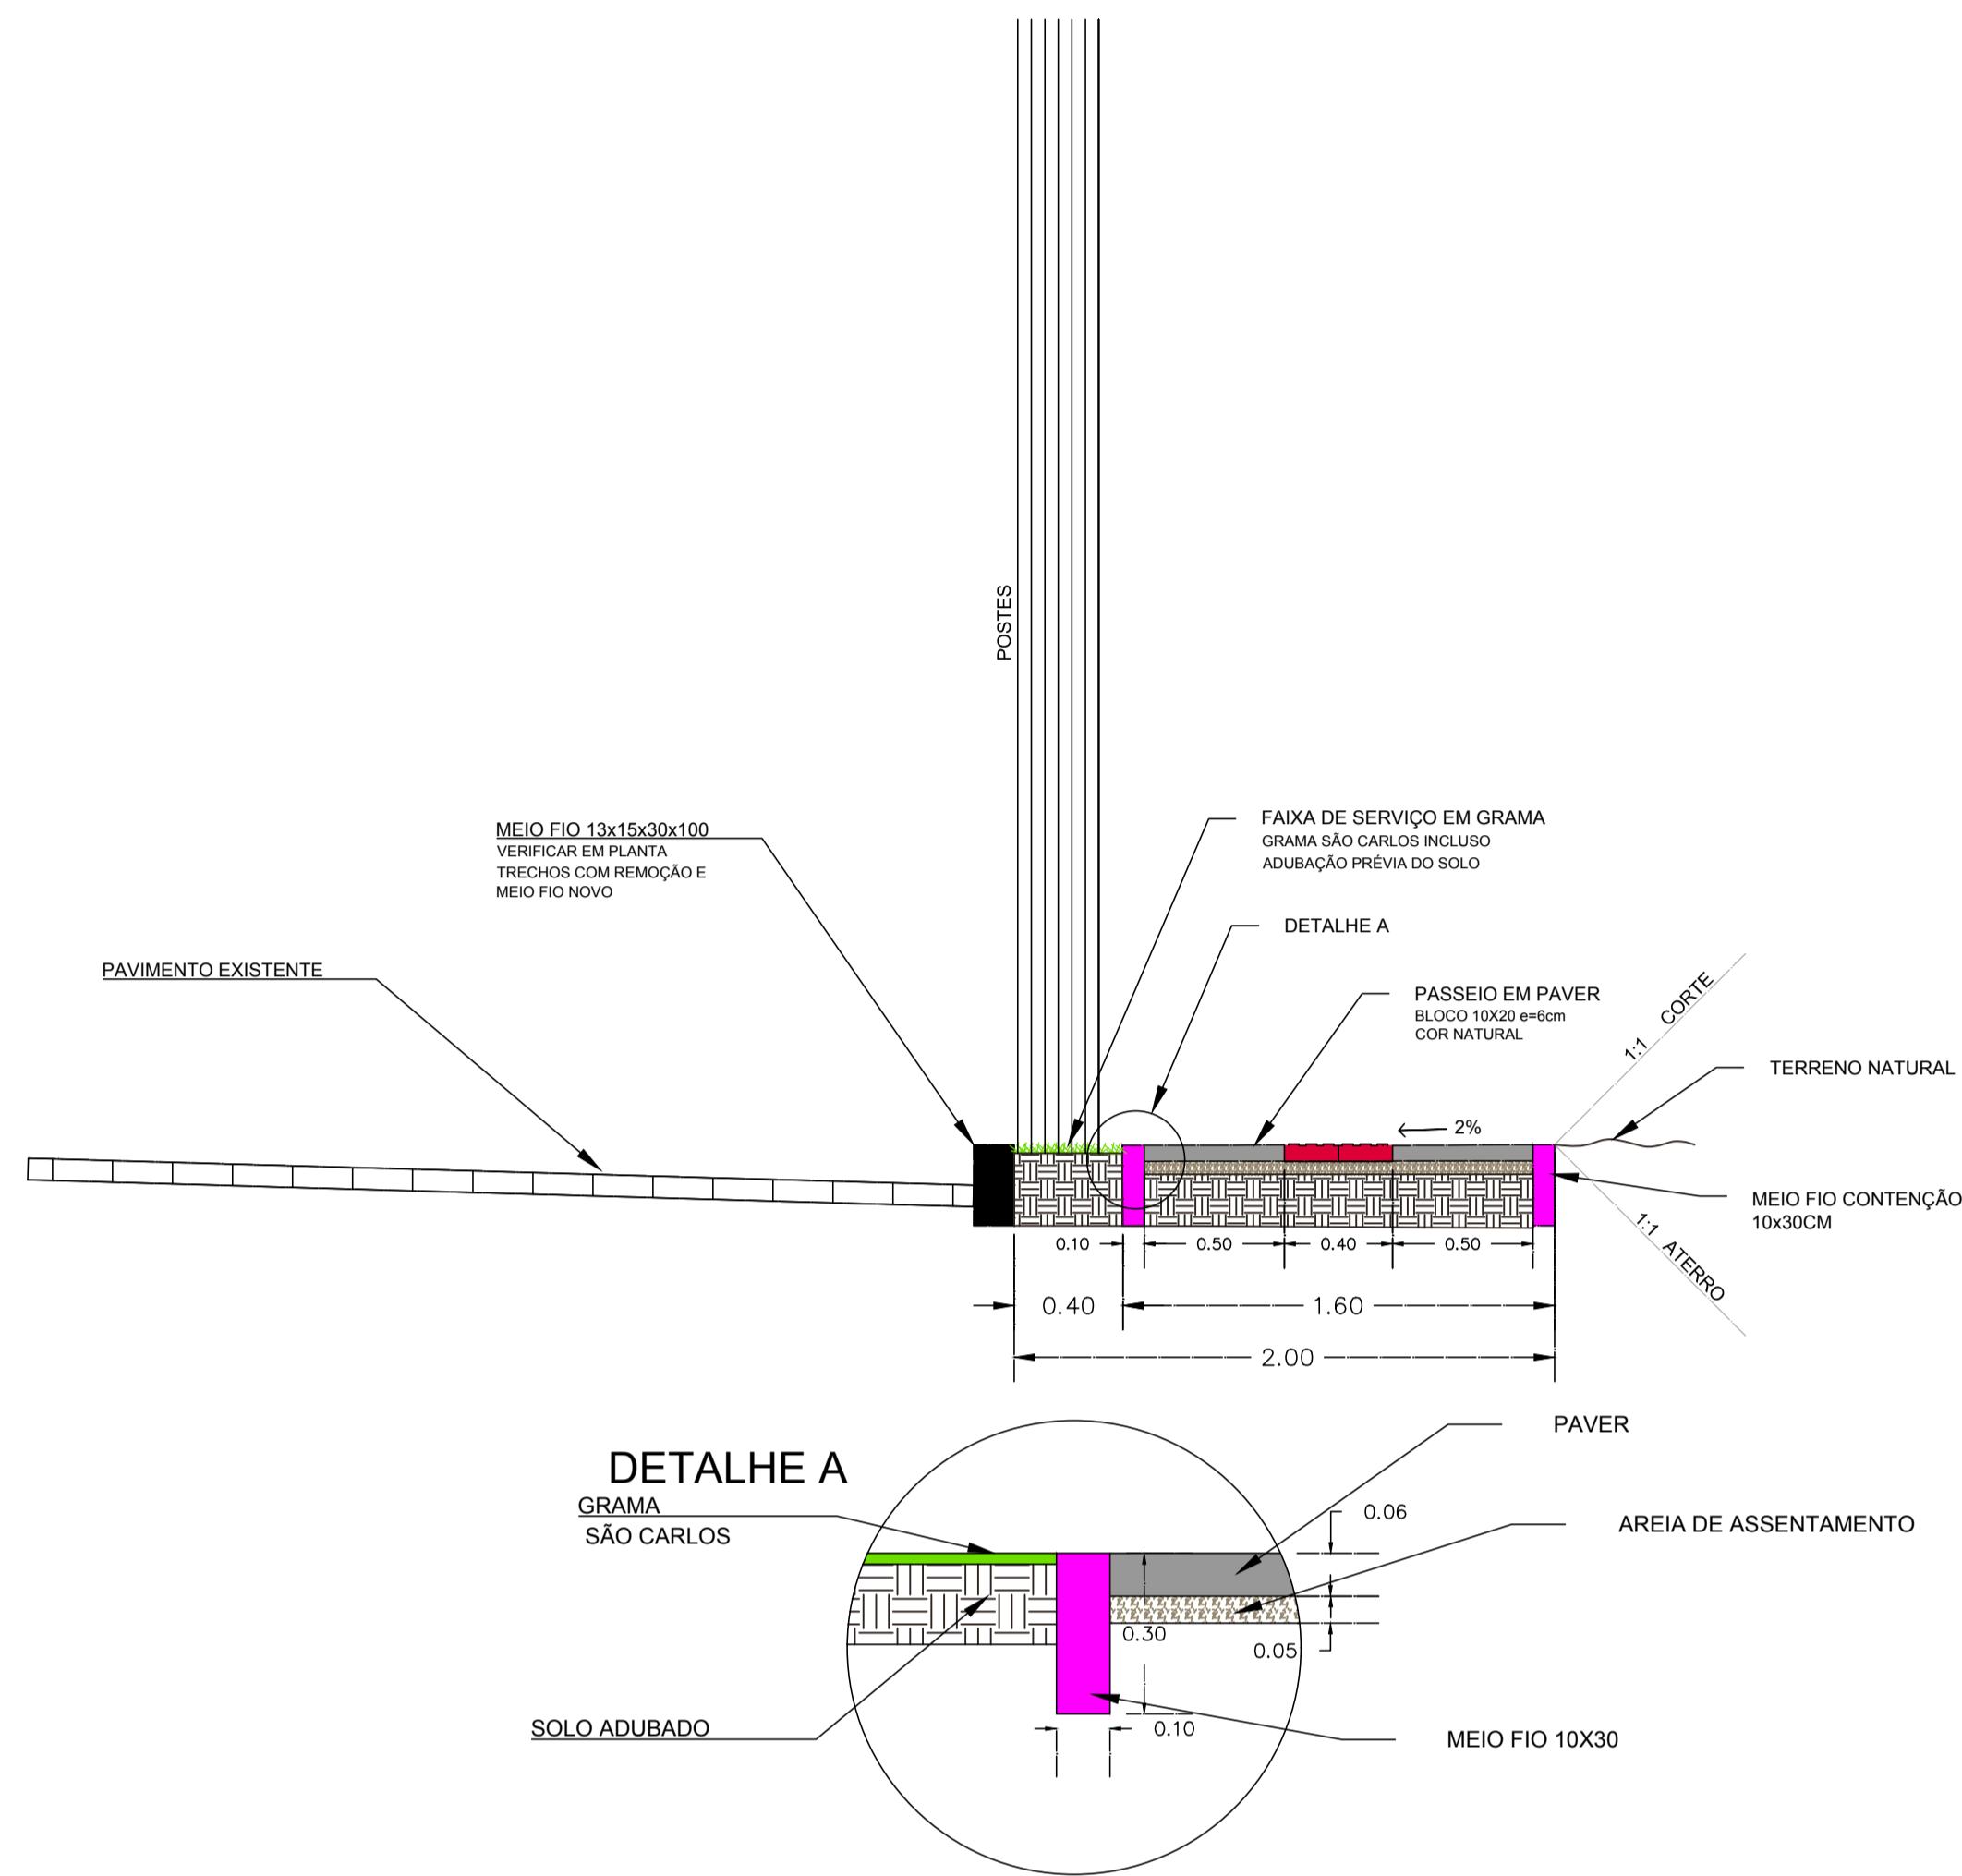 POSTES
MEIO FIO 13x15x30x100
VERIFICAR EM PLANTA
TRECHOS COM REMOÇÃO E
MEIO FIO NOVO
FAIXA DE SERVIÇO EM GRAMA
GRAMA SÃO CARLOS INCLUSO
ADUBAÇÃO PRÉVIA DO SOLO
DETALHE A
PAVIMENTO EXISTENTE
PASSEIO EM PAVER
BLOCO 10X20 e=6cm
COR NATURAL
1:1 CORTE
TERRENO NATURAL
2%
MEIO FIO CONTENÇÃO
10x30CM
1:1 ATERRO
0.10 0.50 0.40 0.50
0.40 1.60
2.00
DETALHE A
GRAMA
SÃO CARLOS
PAVER
0.06
AREIA DE ASSENTAMENTO
0.30
0.05
SOLO ADUBADO
0.10
MEIO FIO 10X30